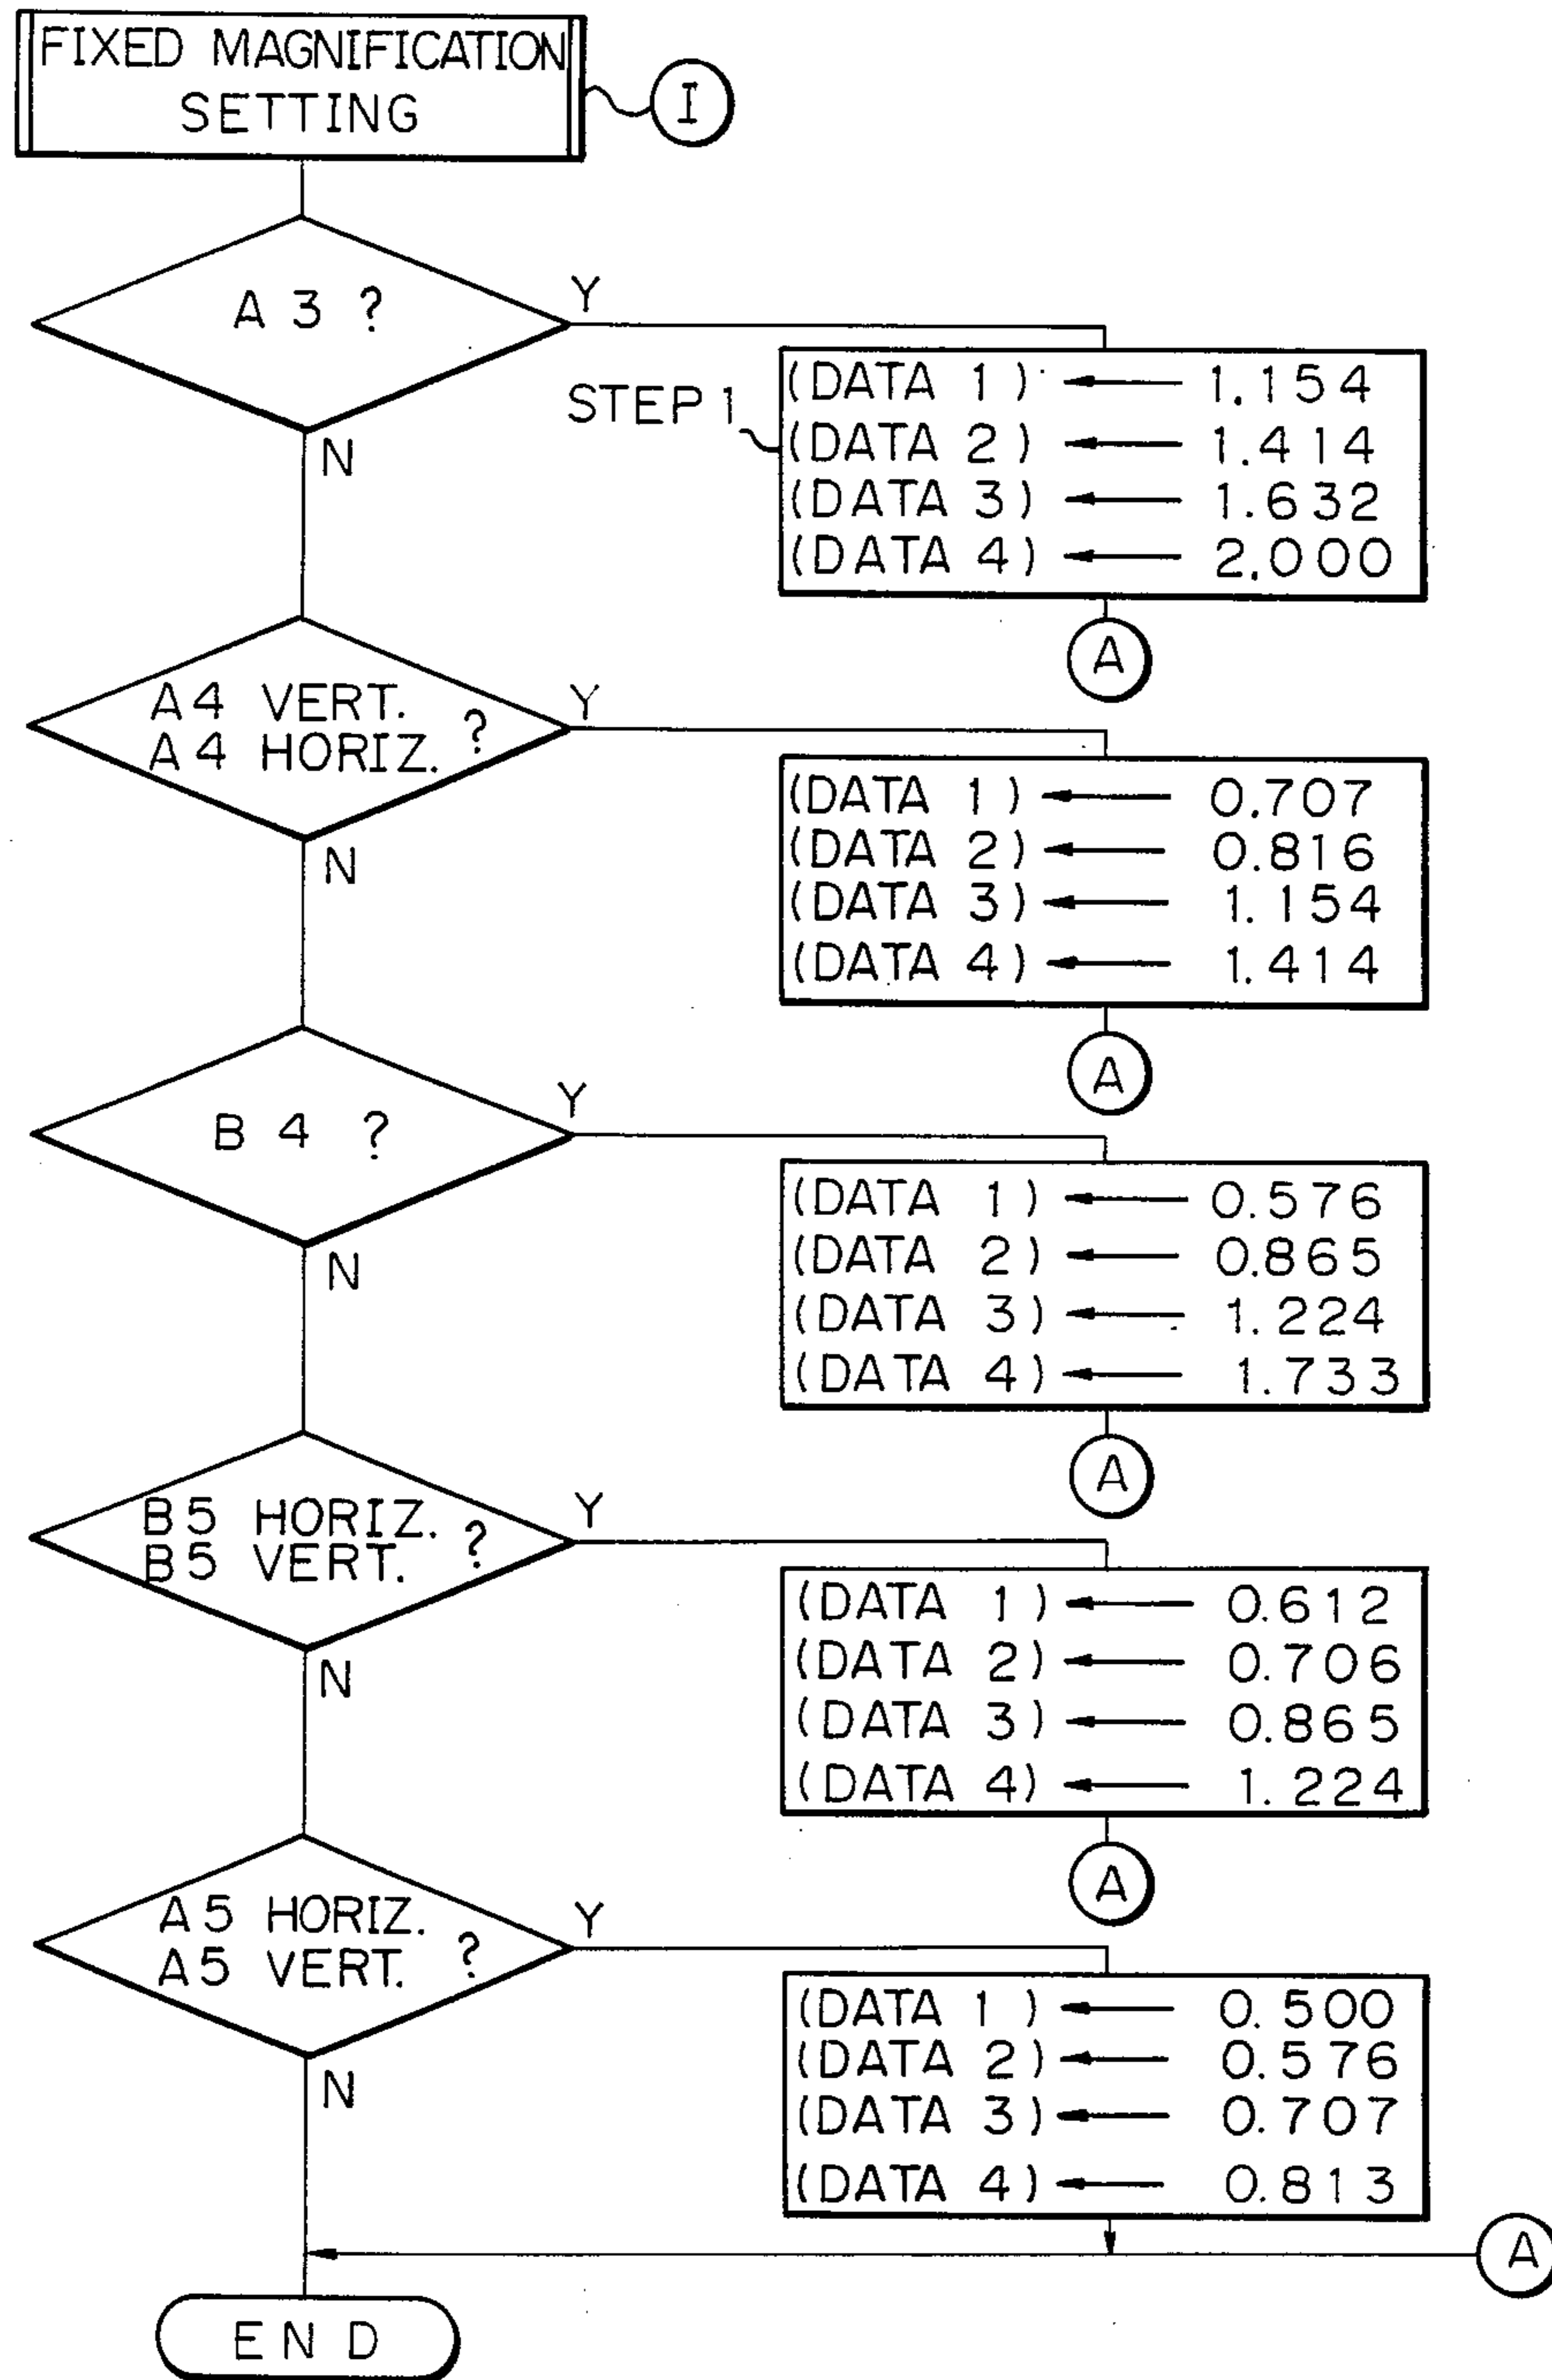 FIXED MAGNIFICATION
SETTING
I
A3 ?
Y
N
STEP 1
(DATA 1) ← 1.154
(DATA 2) ← 1.414
(DATA 3) ← 1.632
(DATA 4) ← 2.000
A
A4 VERT.
A4 HORIZ. ?
Y
N
(DATA 1) ← 0.707
(DATA 2) ← 0.816
(DATA 3) ← 1.154
(DATA 4) ← 1.414
A
B4 ?
Y
N
(DATA 1) ← 0.576
(DATA 2) ← 0.865
(DATA 3) ← 1.224
(DATA 4) ← 1.733
A
B5 HORIZ.
B5 VERT. ?
Y
N
(DATA 1) ← 0.612
(DATA 2) ← 0.706
(DATA 3) ← 0.865
(DATA 4) ← 1.224
A
A5 HORIZ.
A5 VERT. ?
Y
N
(DATA 1) ← 0.500
(DATA 2) ← 0.576
(DATA 3) ← 0.707
(DATA 4) ← 0.813
A
END